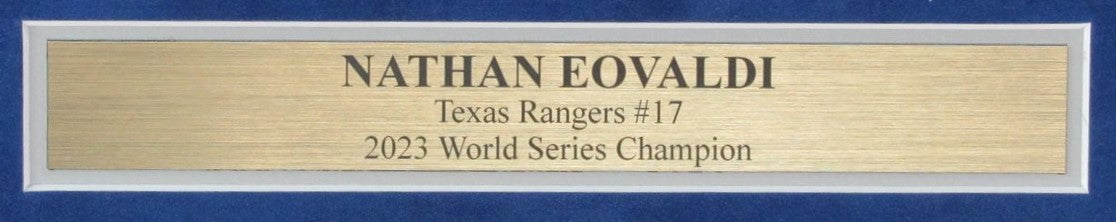 NATHAN EOVALDI
Texas Rangers #17
2023 World Series Champion